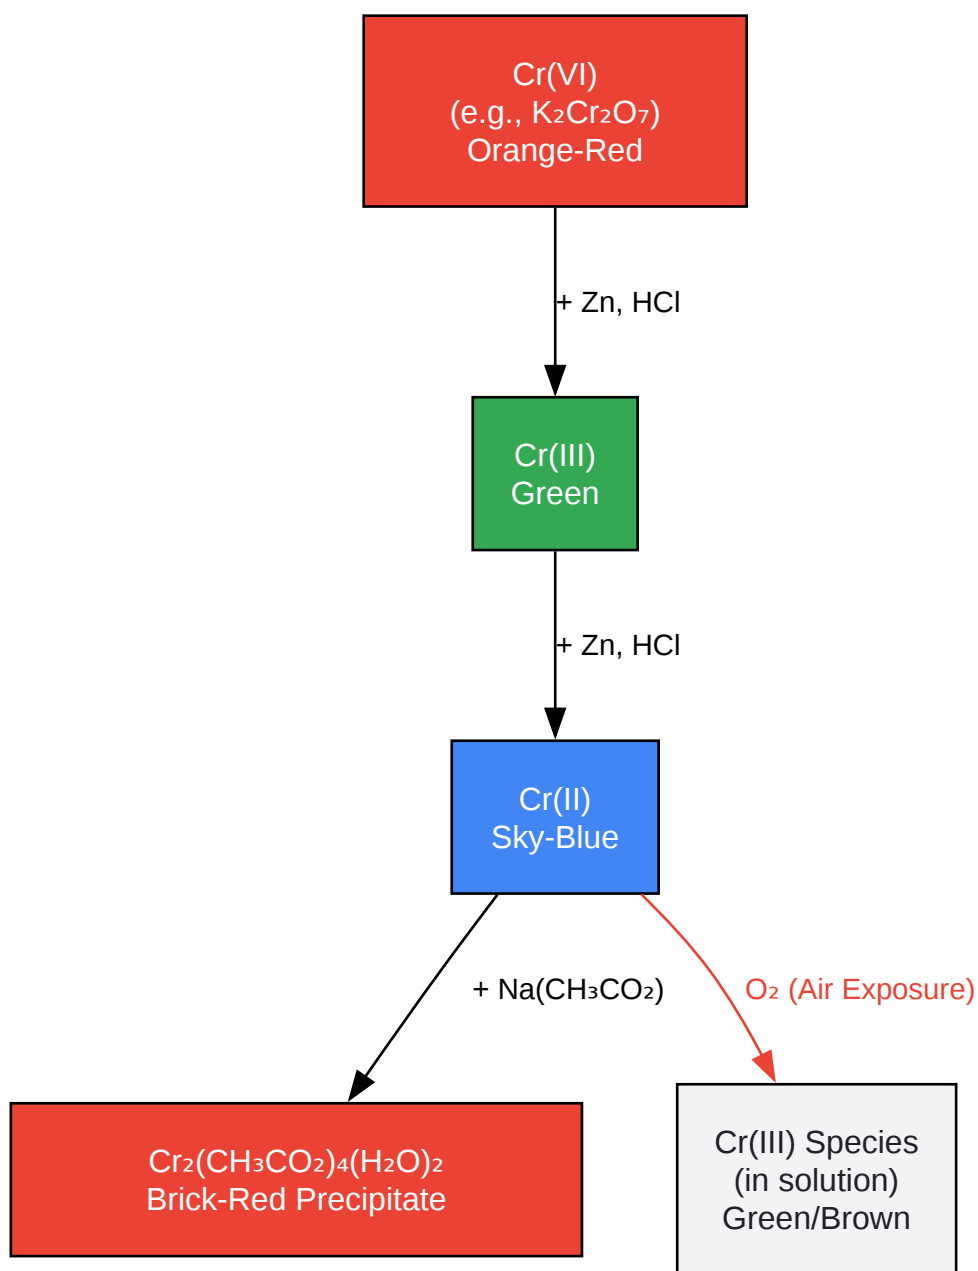 Cr(VI)
(e.g., K₂Cr₂O₇)
Orange-Red
+ Zn, HCl
Cr(III)
Green
+ Zn, HCl
Cr(II)
Sky-Blue
+ Na(CH₃CO₂)
O₂ (Air Exposure)
Cr₂(CH₃CO₂)₄(H₂O)₂
Brick-Red Precipitate
Cr(III) Species
(in solution)
Green/Brown